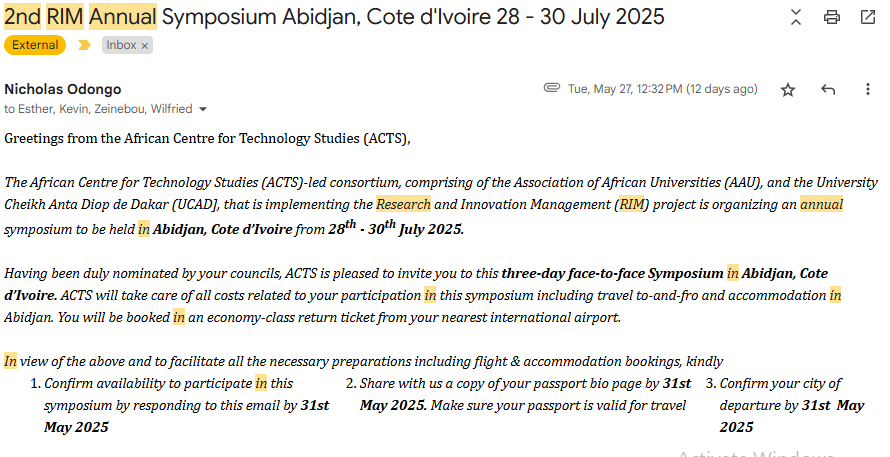 2nd RIM Annual Symposium Abidjan, Cote d'Ivoire 28 - 30 July 2025
External Inbox ×
Nicholas Odongo Tue, May 27, 12:32 PM (12 days ago)
to Esther, Kevin, Zeinebou, Wilfried
Greetings from the African Centre for Technology Studies (ACTS),
The African Centre for Technology Studies (ACTS)-led consortium, comprising of the Association of African Universities (AAU), and the University
Cheikh Anta Diop de Dakar (UCAD], that is implementing the Research and Innovation Management (RIM) project is organizing an annual
symposium to be held in Abidjan, Cote d'Ivoire from 28th - 30th July 2025.
Having been duly nominated by your councils, ACTS is pleased to invite you to this three-day face-to-face Symposium in Abidjan, Cote
d'Ivoire. ACTS will take care of all costs related to your participation in this symposium including travel to-and-fro and accommodation in
Abidjan. You will be booked in an economy-class return ticket from your nearest international airport.
In view of the above and to facilitate all the necessary preparations including flight & accommodation bookings, kindly
1. Confirm availability to participate in this
symposium by responding to this email by 31st
May 2025
2. Share with us a copy of your passport bio page by 31st
May 2025. Make sure your passport is valid for travel
3. Confirm your city of
departure by 31st May
2025
Activate Windows